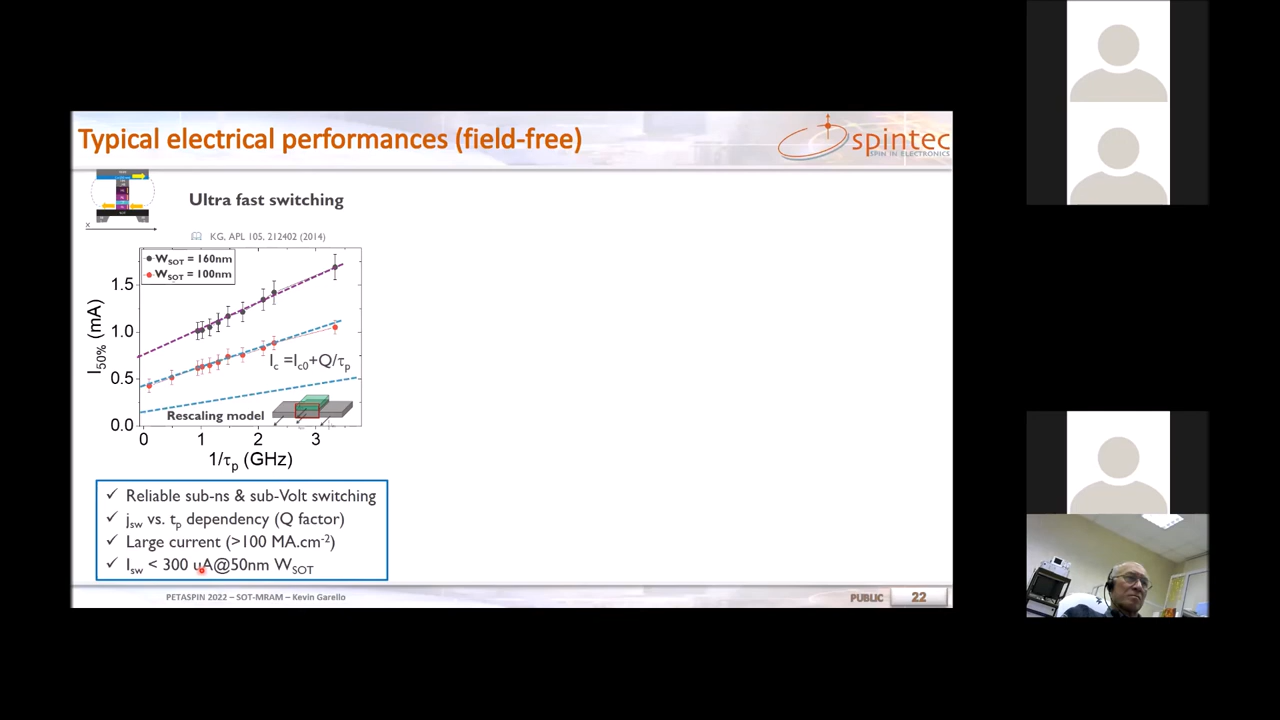 Typical electrical performances (field-free)
spintec
SPIN IN ELECTRONICS
Ultra fast switching
x
KG, APL 105, 212402 (2014)
W_SOT = 160nm
W_SOT = 100nm
1.5
1.0
0.5
0.0
I_50% (mA)
I_c =I_c0+Q/τ_p
Rescaling model
0 1 2 3
1/τ_p (GHz)
✓ Reliable sub-ns & sub-Volt switching
✓ j_sw vs. t_p dependency (Q factor)
✓ Large current (>100 MA.cm⁻²)
✓ I_sw < 300 uA@50nm W_SOT
PETASPIN 2022 – SOT-MRAM – Kevin Garello
PUBLIC 22